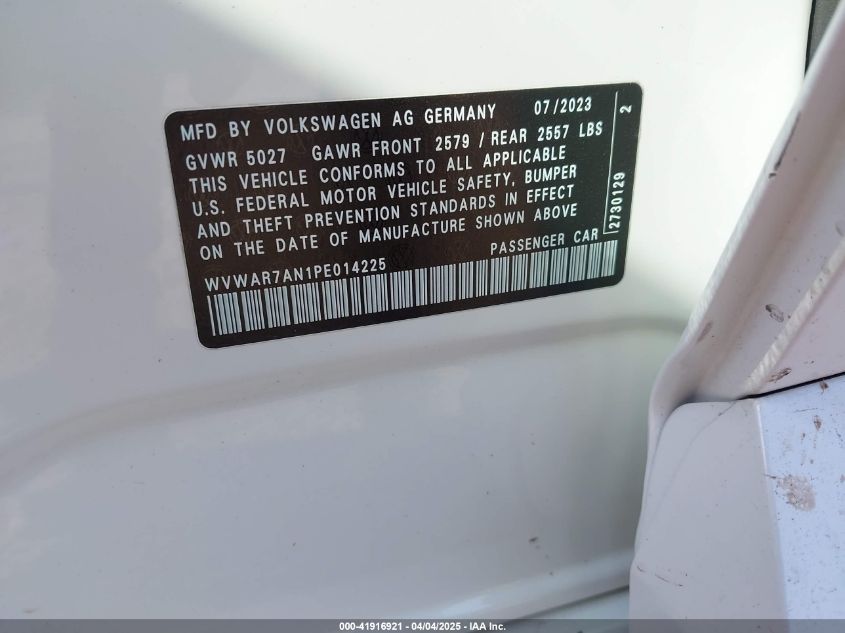 MFD BY VOLKSWAGEN AG GERMANY 07/2023
GVWR 5027 GAWR FRONT 2579 / REAR 2557 LBS
THIS VEHICLE CONFORMS TO ALL APPLICABLE
U.S. FEDERAL MOTOR VEHICLE SAFETY, BUMPER
AND THEFT PREVENTION STANDARDS IN EFFECT
ON THE DATE OF MANUFACTURE SHOWN ABOVE
WVWAR7AN1PE014225 PASSENGER CAR
2730129 2
000-41916921 - 04/04/2025 - IAA Inc.